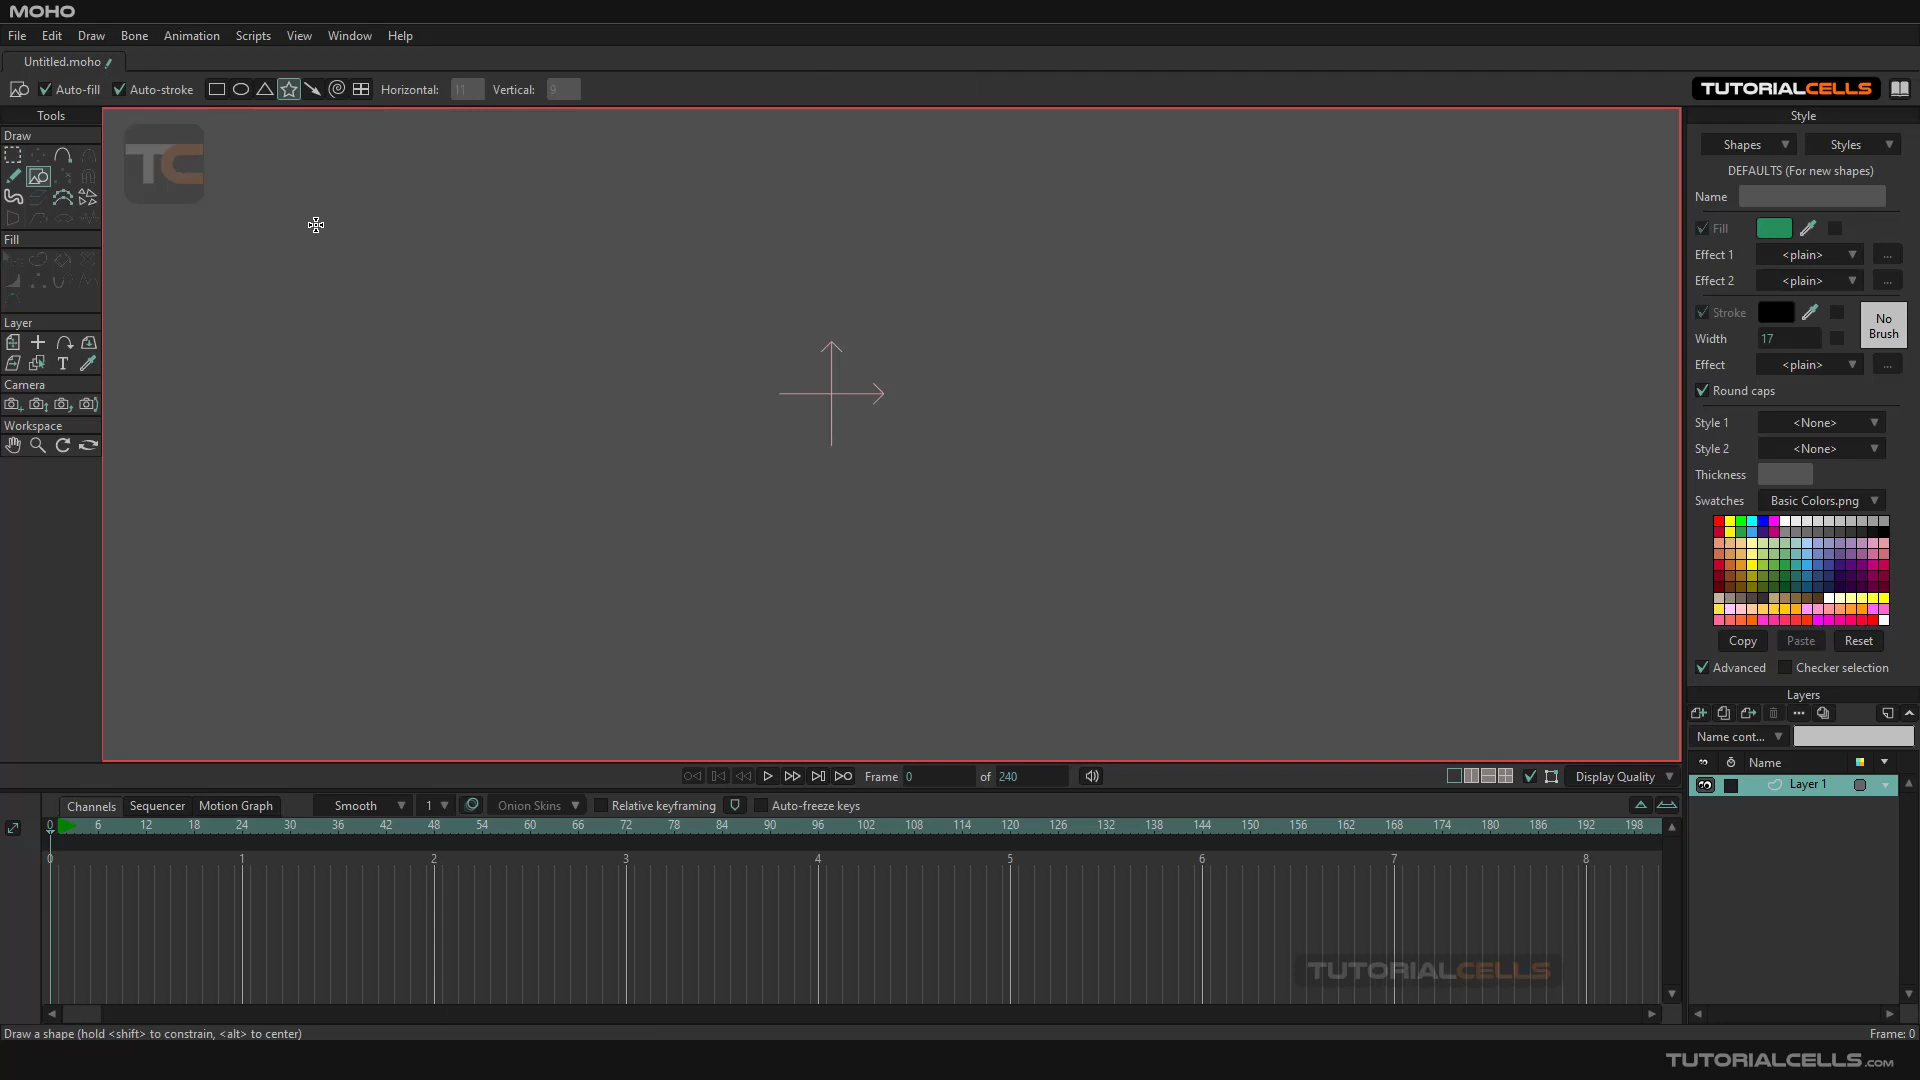 MOHO
File Edit Draw Bone Animation Scripts View Window Help
Untitled.moho
Auto-fill Auto-stroke Horizontal: 11 Vertical: 9
TUTORIALCELLS
Tools
Draw
Fill
Layer
T
Camera
Workspace
TC
Style
Shapes Styles
DEFAULTS (For new shapes)
Name
Fill
Effect 1 <plain> ...
Effect 2 <plain> ...
Stroke
No
Brush
Width 17
Effect <plain> ...
Round caps
Style 1 <None>
Style 2 <None>
Thickness
Swatches Basic Colors.png
Copy Paste Reset
Advanced Checker selection
Layers
Name cont...
Name
Layer 1
Frame 0 of 240 Display Quality
Channels Sequencer Motion Graph Smooth 1 Onion Skins Relative keyframing Auto-freeze keys
0 6 12 18 24 30 36 42 48 54 60 66 72 78 84 90 96 102 108 114 120 126 132 138 144 150 156 162 168 174 180 186 192 198
0 1 2 3 4 5 6 7 8
TUTORIALCELLS
Draw a shape (hold <shift> to constrain, <alt> to center) Frame: 0
TUTORIALCELLS.COM